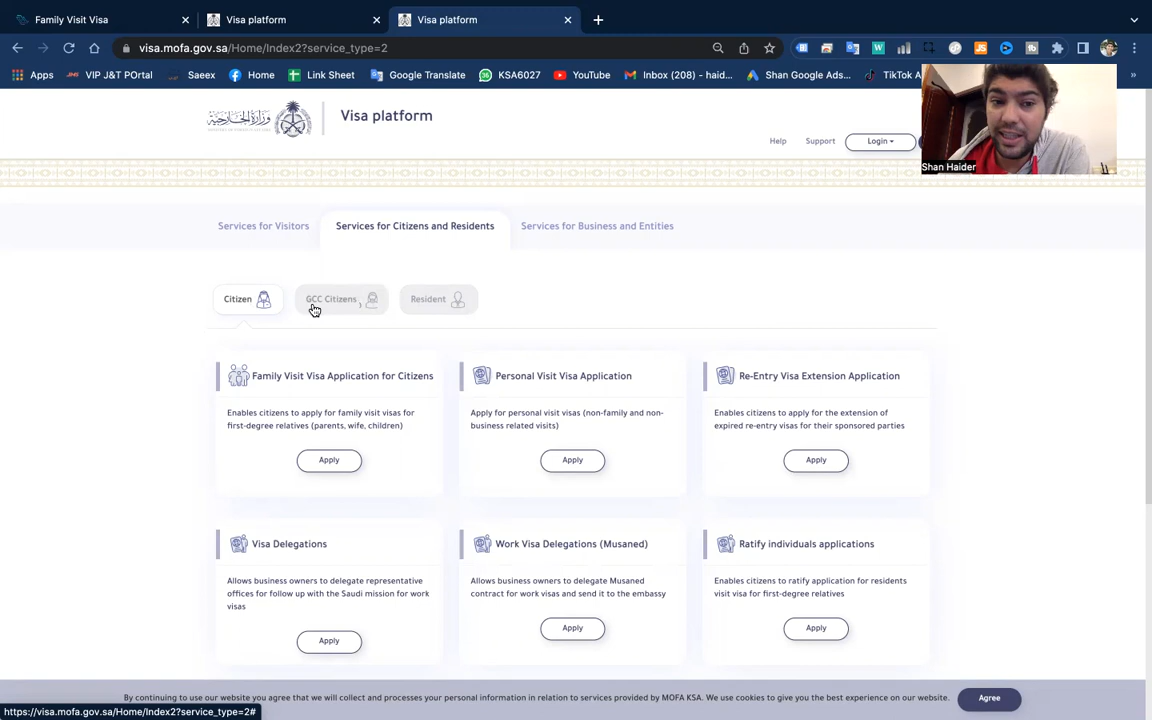 Family Visit Visa
Visa platform
Visa platform
visa.mofa.gov.sa/Home/Index2?service_type=2
Apps
VIP J&T POrtal
Saeex
Home
Link Sheet
Google Translate
KSA6027
YouTube
Inbox (208) - haid...
Shan Google Ads...
TikTok A
وزارة الخارجية
MINISTRY OF FOREIGN AFFAIRS
Visa platform
Help
Support
Login
Shan Haider
Services for Visitors
Services for Citizens and Residents
Services for Business and Entities
Citizen
GCC Citizens
Resident
Family Visit Visa Application for Citizens
Enables citizens to apply for family visit visas for
first-degree relatives (parents, wife, children)
Apply
Personal Visit Visa Application
Apply for personal visit visas (non-family and non-
business related visits)
Apply
Re-Entry Visa Extension Application
Enables citizens to apply for the extension of
expired re-entry visas for their sponsored parties
Apply
Visa Delegations
Allows business owners to delegate representative
offices for follow up with the Saudi mission for work
visas
Apply
Work Visa Delegations (Musaned)
Allows business owners to delegate Musaned
contract for work visas and send it to the embassy
Apply
Ratify individuals applications
Enables citizens to ratify application for residents
visit visa for first-degree relatives
Apply
By continuing to use our website you agree that we will collect and processes your personal information in relation to services provided by MOFA KSA. We use cookies to give you the best experience on our website.
Agree
https://visa.mofa.gov.sa/Home/Index2?service_type=2#